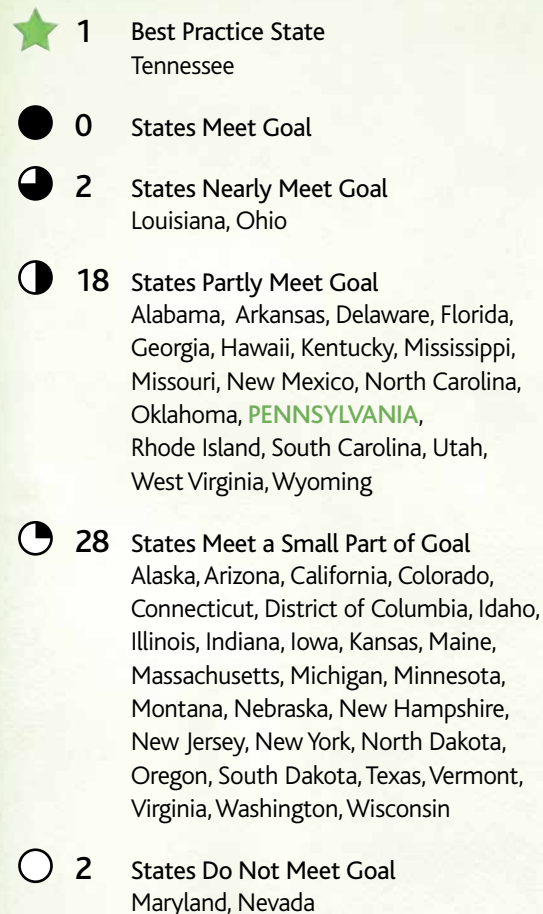 1 Best Practice State
Tennessee
0 States Meet Goal
2 States Nearly Meet Goal
Louisiana, Ohio
18 States Partly Meet Goal
Alabama, Arkansas, Delaware, Florida,
Georgia, Hawaii, Kentucky, Mississippi,
Missouri, New Mexico, North Carolina,
Oklahoma, PENNSYLVANIA,
Rhode Island, South Carolina, Utah,
West Virginia, Wyoming
28 States Meet a Small Part of Goal
Alaska, Arizona, California, Colorado,
Connecticut, District of Columbia, Idaho,
Illinois, Indiana, Iowa, Kansas, Maine,
Massachusetts, Michigan, Minnesota,
Montana, Nebraska, New Hampshire,
New Jersey, New York, North Dakota,
Oregon, South Dakota, Texas, Vermont,
Virginia, Washington, Wisconsin
2 States Do Not Meet Goal
Maryland, Nevada